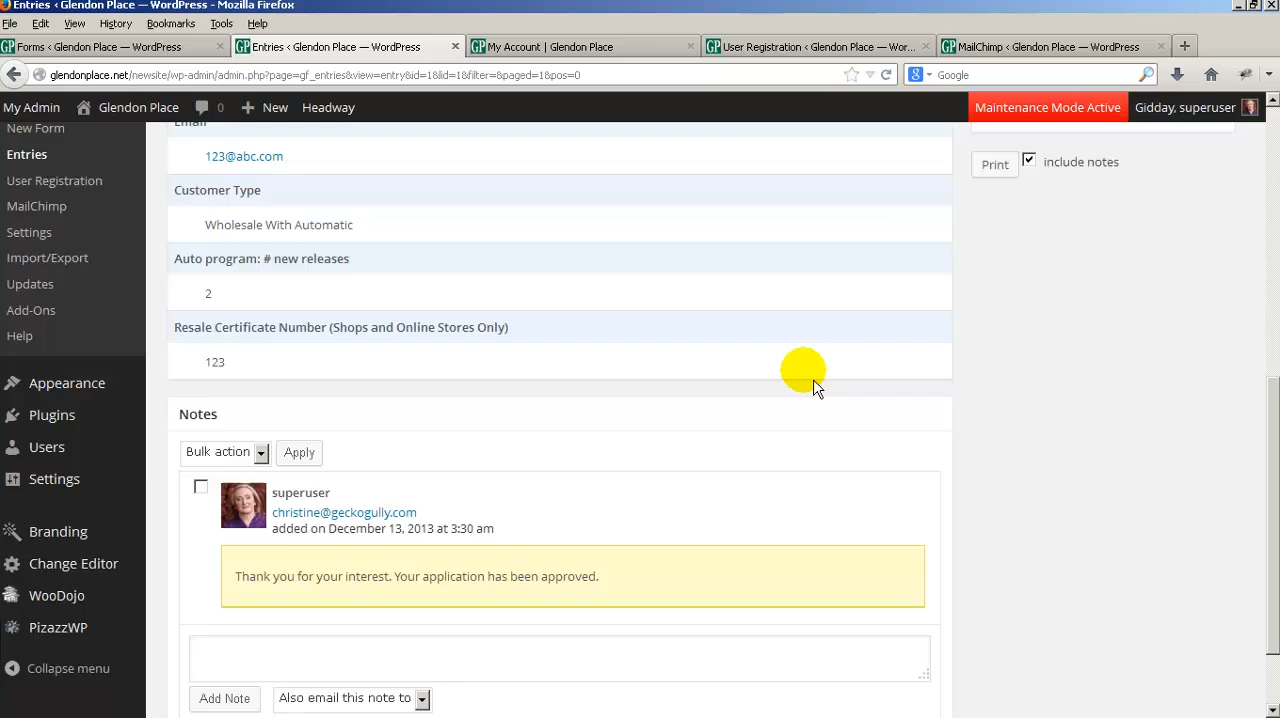 Entries ‹ Glendon Place — WordPress - Mozilla Firefox
File Edit View History Bookmarks Tools Help
GP Forms ‹ Glendon Place — WordPress × GP Entries ‹ Glendon Place — WordPress × GP My Account | Glendon Place × GP User Registration ‹ Glendon Place — Wor... × GP MailChimp ‹ Glendon Place — WordPress ×
glendonplace.net/newsite/wp-admin/admin.php?page=gf_entries&view=entry&id=1&lid=1&filter=&paged=1&pos=0 Google
My Admin Glendon Place 0 New Headway Maintenance Mode Active Gidday, superuser
New Form
Entries
User Registration
MailChimp
Settings
Import/Export
Updates
Add-Ons
Help
Appearance
Plugins
Users
Settings
Branding
Change Editor
WooDojo
PizazzWP
Collapse menu
Email
123@abc.com
Customer Type
Wholesale With Automatic
Auto program: # new releases
2
Resale Certificate Number (Shops and Online Stores Only)
123
Notes
Bulk action Apply
superuser
christine@geckogully.com
added on December 13, 2013 at 3:30 am
Thank you for your interest. Your application has been approved.
Add Note Also email this note to
Print include notes